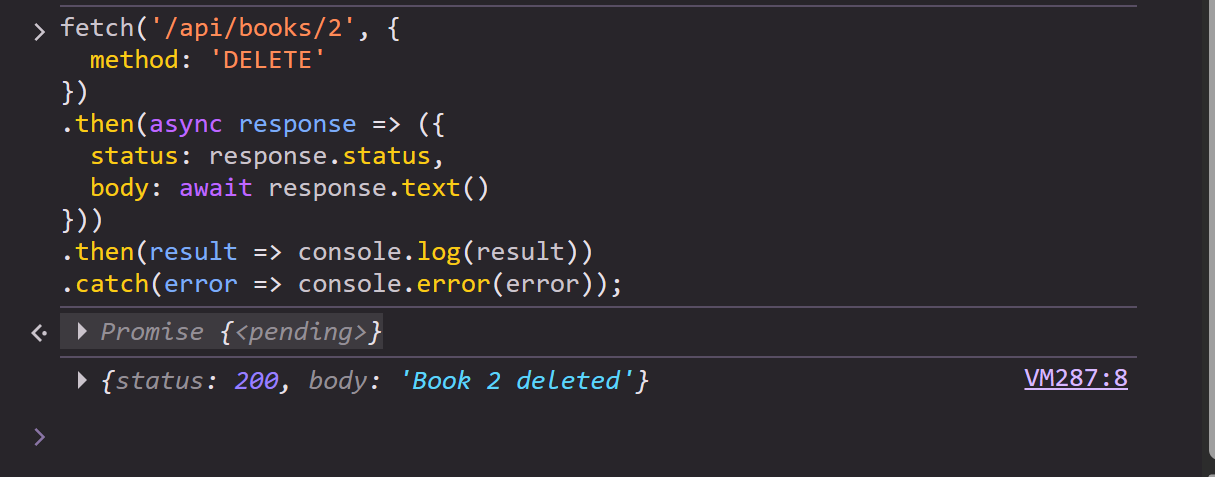 fetch('/api/books/2', {
  method: 'DELETE'
})
.then(async response => ({
  status: response.status,
  body: await response.text()
}))
.then(result => console.log(result))
.catch(error => console.error(error));
Promise {<pending>}
{status: 200, body: 'Book 2 deleted'} VM287:8